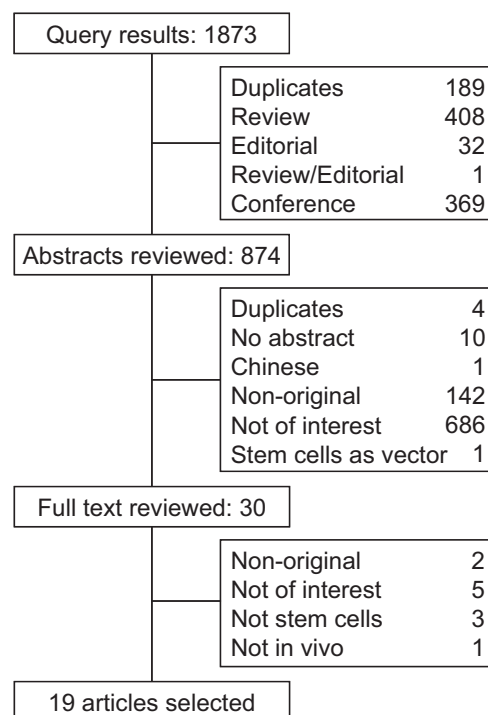 Query results: 1873
Duplicates 189
Review 408
Editorial 32
Review/Editorial 1
Conference 369
Abstracts reviewed: 874
Duplicates 4
No abstract 10
Chinese 1
Non-original 142
Not of interest 686
Stem cells as vector 1
Full text reviewed: 30
Non-original 2
Not of interest 5
Not stem cells 3
Not in vivo 1
19 articles selected